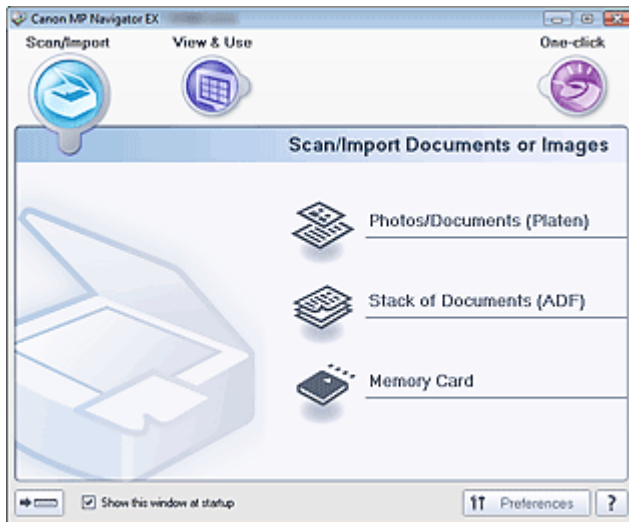 Canon MP Navigator EX
Scan/Import
View & Use
One-click
Scan/Import Documents or Images
Photos/Documents (Platen)
Stack of Documents (ADF)
Memory Card
Show this window at startup
Preferences
?